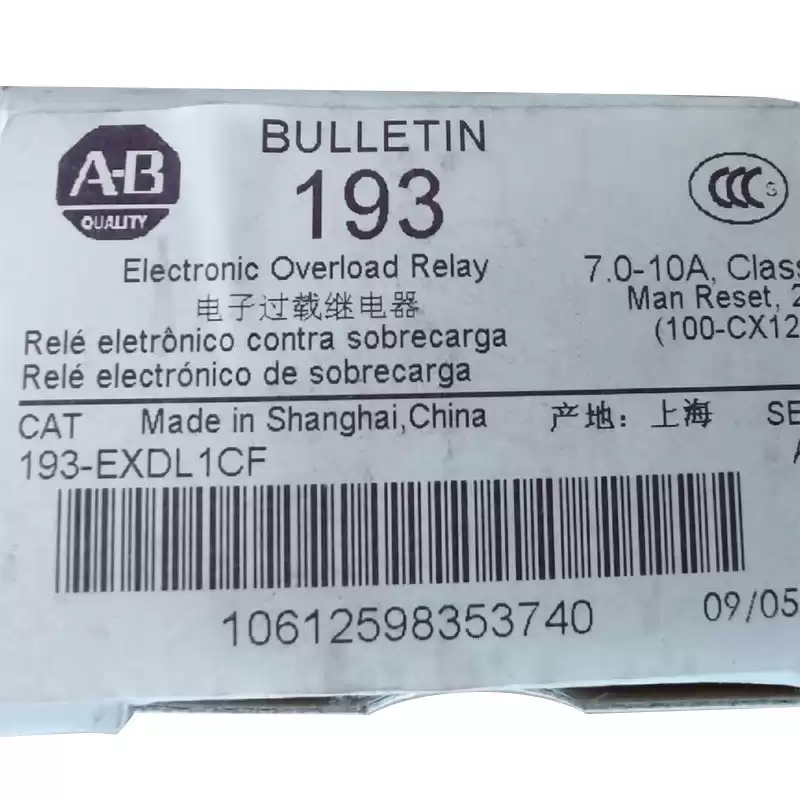 A-B
QUALITY
BULLETIN
193
Electronic Overload Relay
电子过载继电器
Relé eletrônico contra sobrecarga
Relé electrónico de sobrecarga
CCC S
7.0-10A, Class
Man Reset, 2
(100-CX12
CAT Made in Shanghai,China 产地：上海 SE
193-EXDL1CF A
10612598353740 09/05